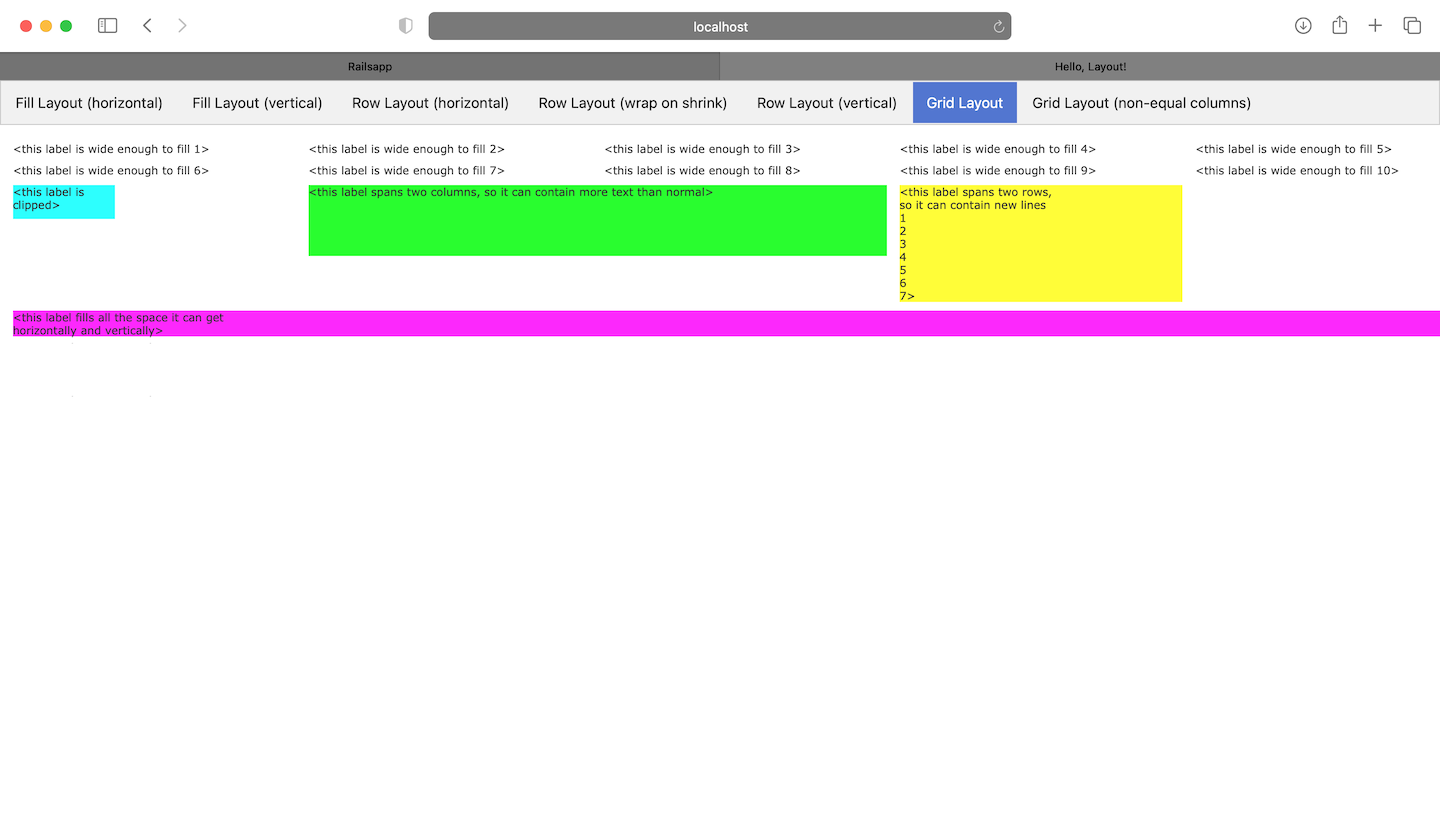 localhost
Railsapp
Hello, Layout!
Fill Layout (horizontal)
Fill Layout (vertical)
Row Layout (horizontal)
Row Layout (wrap on shrink)
Row Layout (vertical)
Grid Layout
Grid Layout (non-equal columns)
<this label is wide enough to fill 1>
<this label is wide enough to fill 2>
<this label is wide enough to fill 3>
<this label is wide enough to fill 4>
<this label is wide enough to fill 5>
<this label is wide enough to fill 6>
<this label is wide enough to fill 7>
<this label is wide enough to fill 8>
<this label is wide enough to fill 9>
<this label is wide enough to fill 10>
<this label is
clipped>
<this label spans two columns, so it can contain more text than normal>
<this label spans two rows,
so it can contain new lines
1
2
3
4
5
6
7>
<this label fills all the space it can get
horizontally and vertically>